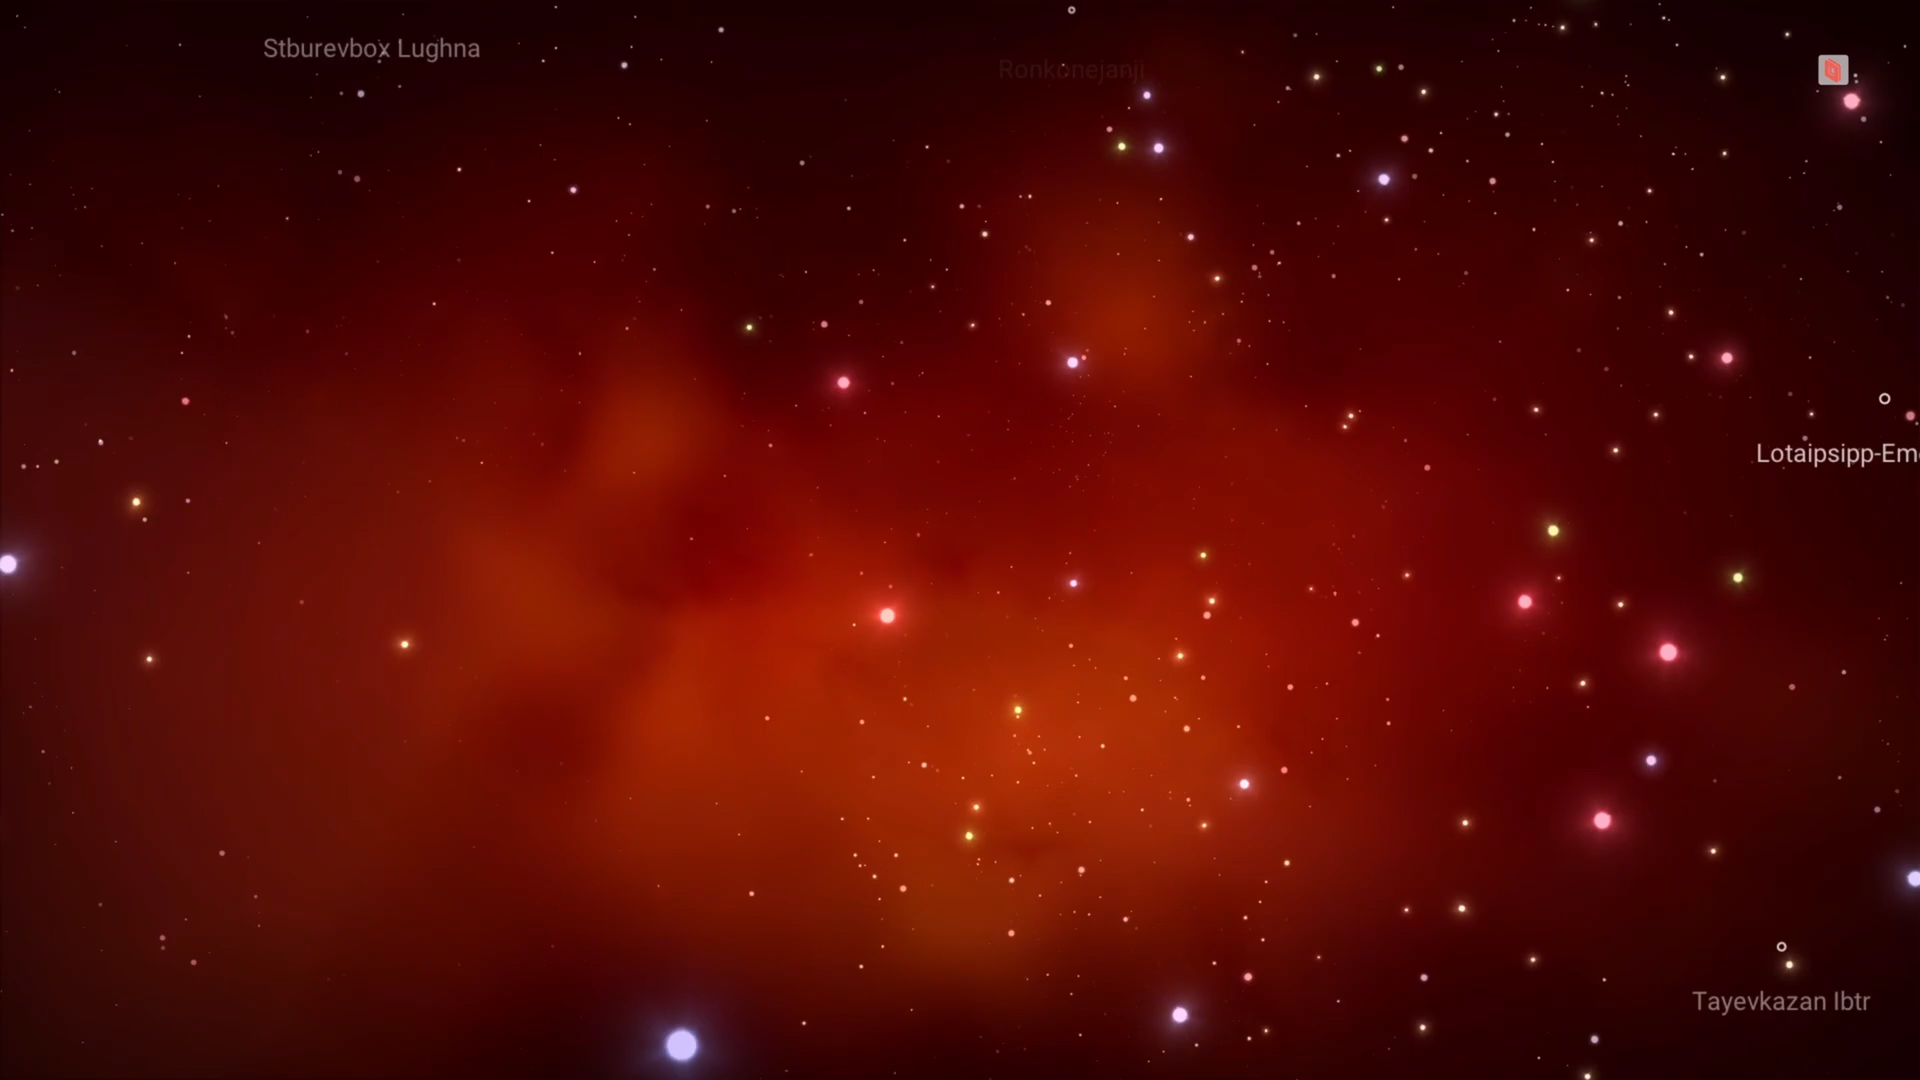 Stburevbox Lughna
Ronkonejanji
Lotaipsipp-Em
Tayevkazan Ibtr